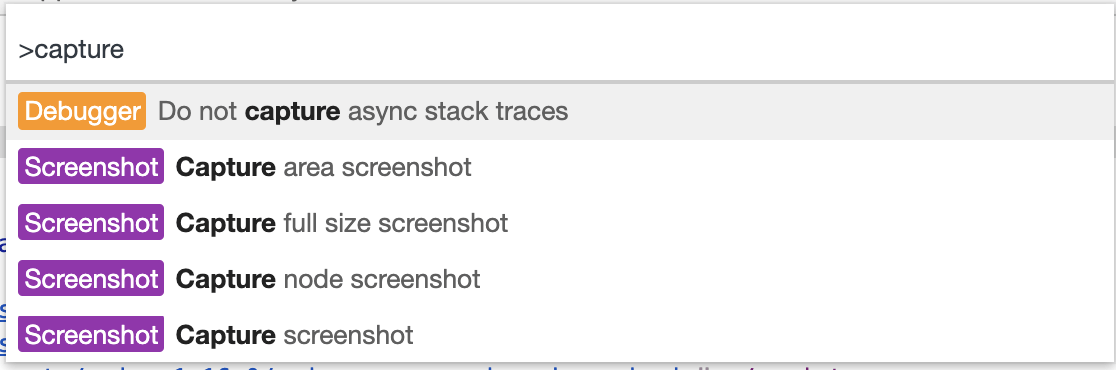 >capture
Debugger Do not capture async stack traces
Screenshot Capture area screenshot
Screenshot Capture full size screenshot
Screenshot Capture node screenshot
Screenshot Capture screenshot